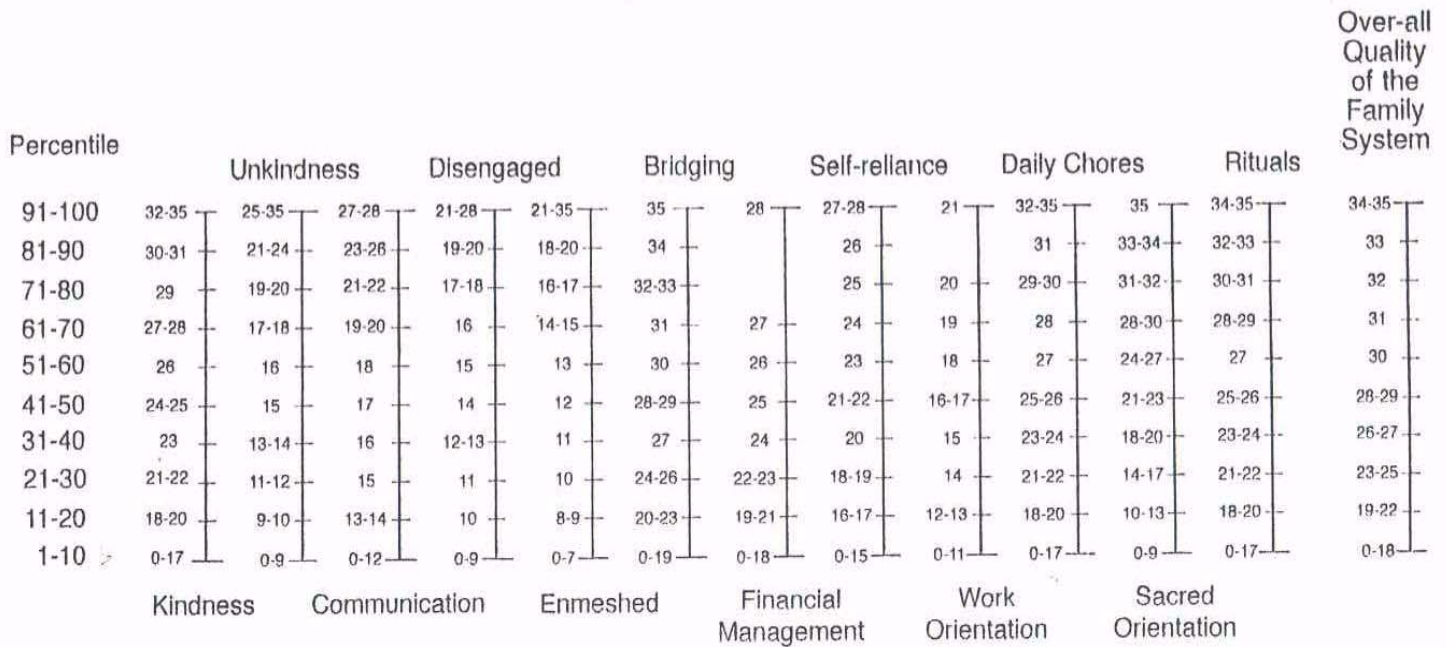 Over-all
Quality
of the
Family
System
Percentile
Unkindness Disengaged Bridging Self-reliance Daily Chores Rituals
91-100 32-35 25-35 27-28 21-28 21-35 35 28 27-28 21 32-35 35 34-35 34-35
81-90 30-31 21-24 23-26 19-20 18-20 34 26 31 33-34 32-33 33
71-80 29 19-20 21-22 17-18 16-17 32-33 25 20 29-30 31-32 30-31 32
61-70 27-28 17-18 19-20 16 14-15 31 27 24 19 28 28-30 28-29 31
51-60 26 16 18 15 13 30 26 23 18 27 24-27 27 30
41-50 24-25 15 17 14 12 28-29 25 21-22 16-17 25-26 21-23 25-26 28-29
31-40 23 13-14 16 12-13 11 27 24 20 15 23-24 18-20 23-24 26-27
21-30 21-22 11-12 15 11 10 24-26 22-23 18-19 14 21-22 14-17 21-22 23-25
11-20 18-20 9-10 13-14 10 8-9 20-23 19-21 16-17 12-13 18-20 10-13 18-20 19-22
1-10 0-17 0-9 0-12 0-9 0-7 0-19 0-18 0-15 0-11 0-17 0-9 0-17 0-18
Kindness Communication Enmeshed Financial Work Sacred
Management Orientation Orientation